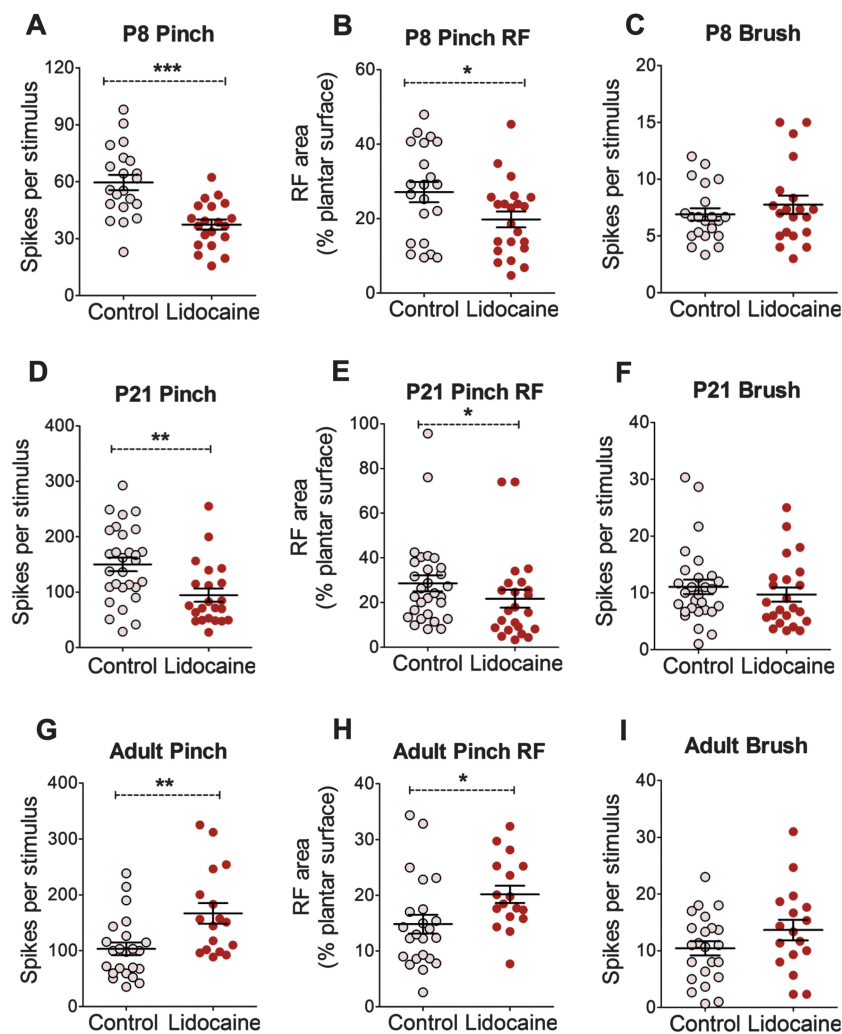 A
P8 Pinch
Spikes per stimulus
120
90
60
30
0
***
Control Lidocaine
B
P8 Pinch RF
RF area
(% plantar surface)
60
40
20
0
*
Control Lidocaine
C
P8 Brush
Spikes per stimulus
20
15
10
5
0
Control Lidocaine
D
P21 Pinch
Spikes per stimulus
400
300
200
100
0
**
Control Lidocaine
E
P21 Pinch RF
RF area
(% plantar surface)
100
80
60
40
20
0
*
Control Lidocaine
F
P21 Brush
Spikes per stimulus
40
30
20
10
0
Control Lidocaine
G
Adult Pinch
Spikes per stimulus
400
300
200
100
0
**
Control Lidocaine
H
Adult Pinch RF
RF area
(% plantar surface)
40
30
20
10
0
*
Control Lidocaine
I
Adult Brush
Spikes per stimulus
40
30
20
10
0
Control Lidocaine